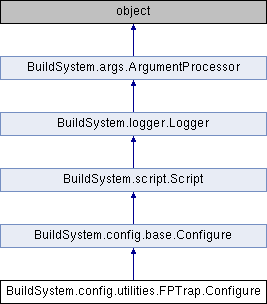 object
BuildSystem.args.ArgumentProcessor
BuildSystem.logger.Logger
BuildSystem.script.Script
BuildSystem.config.base.Configure
BuildSystem.config.utilities.FPTrap.Configure